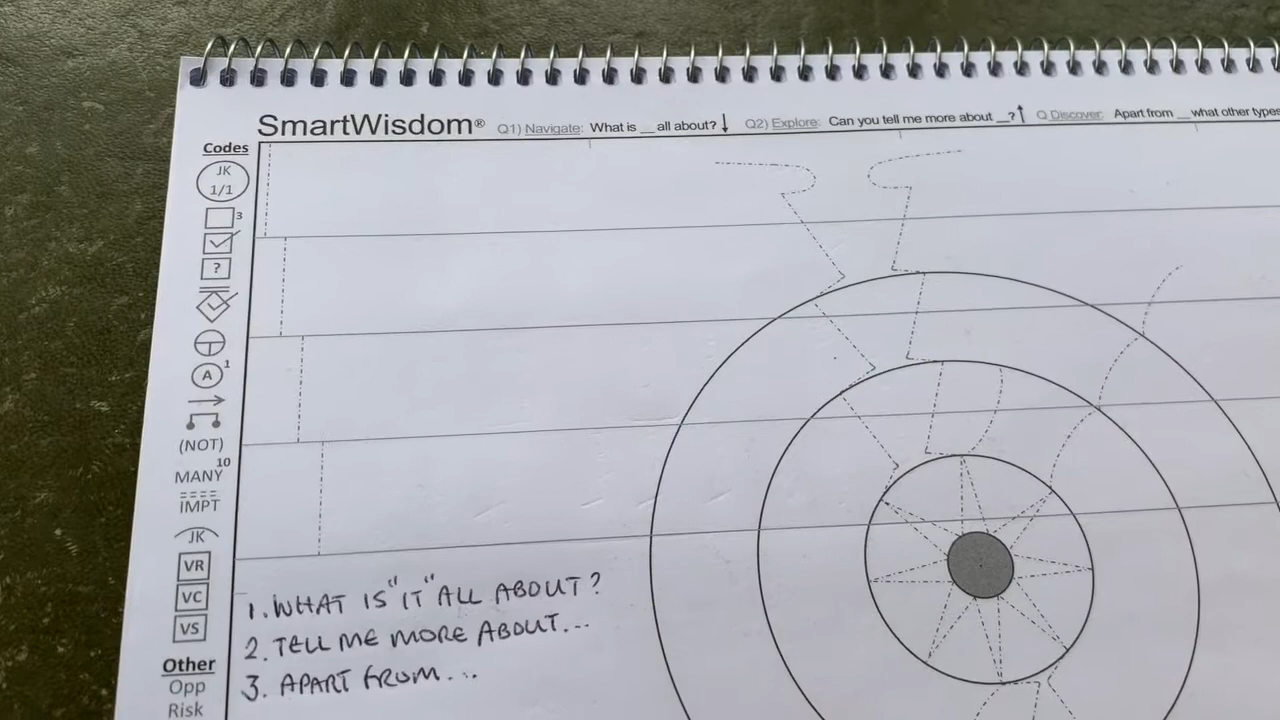 SmartWisdom® Q1) Navigate: What is __ all about? Q2) Explore: Can you tell me more about __? Q Discover: Apart from __ what other types
Codes
JK
1/1
3
?
A 1
(NOT)
MANY 10
IMPT
JK
VR
VC
VS
Other
Opp
Risk
1. WHAT IS "IT" ALL ABOUT?
2. TELL ME MORE ABOUT...
3. APART FROM...